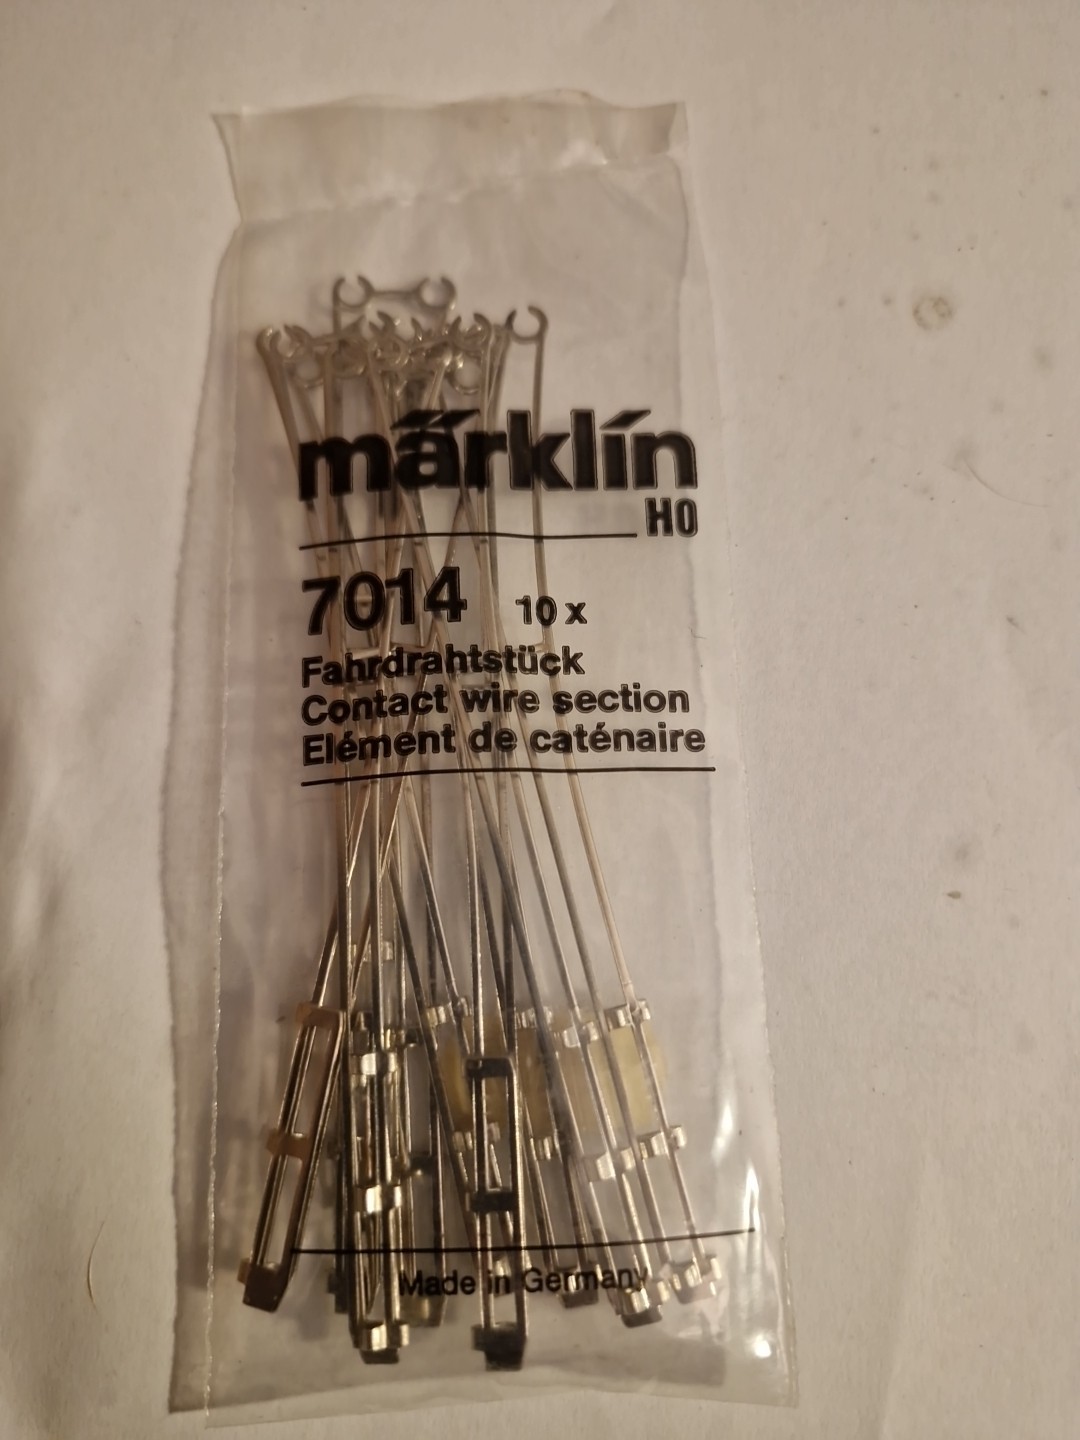 märklin
H0
7014 10 x
Fahrdrahtstück
Contact wire section
Elément de caténaire
Made in Germany